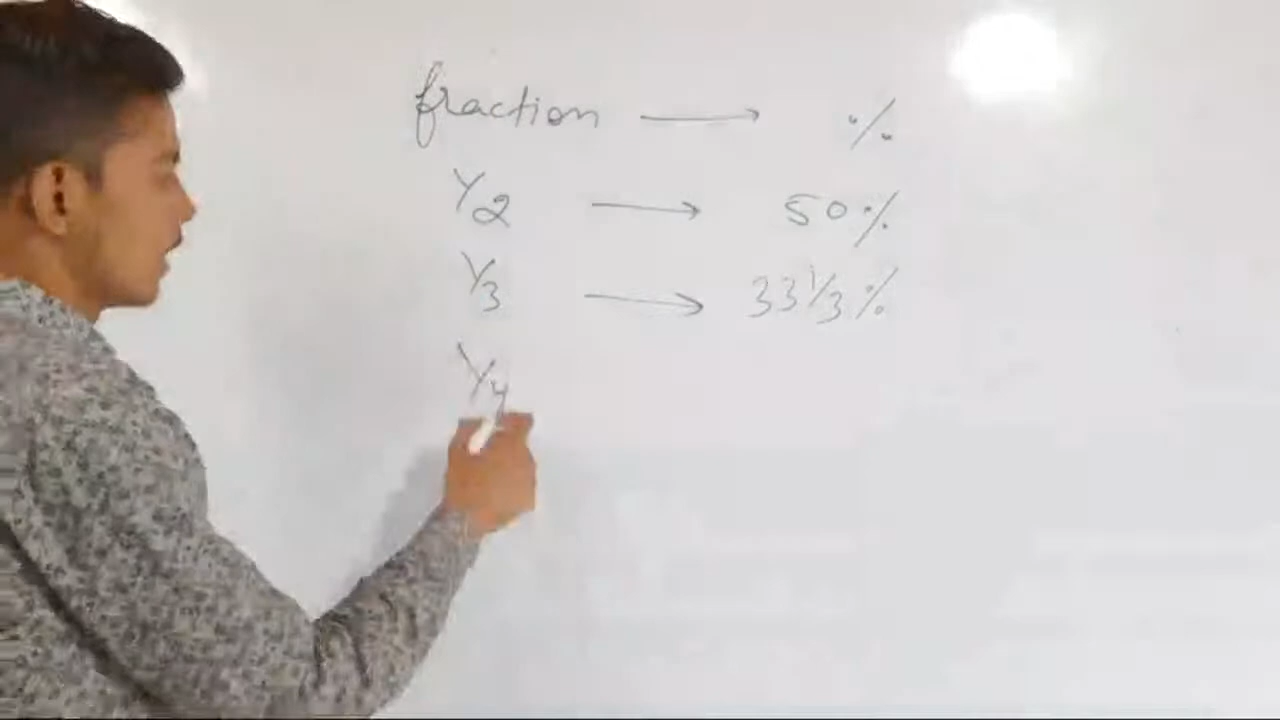 fraction → %
1/2 → 50%
1/3 → 33 1/3 %
1/4